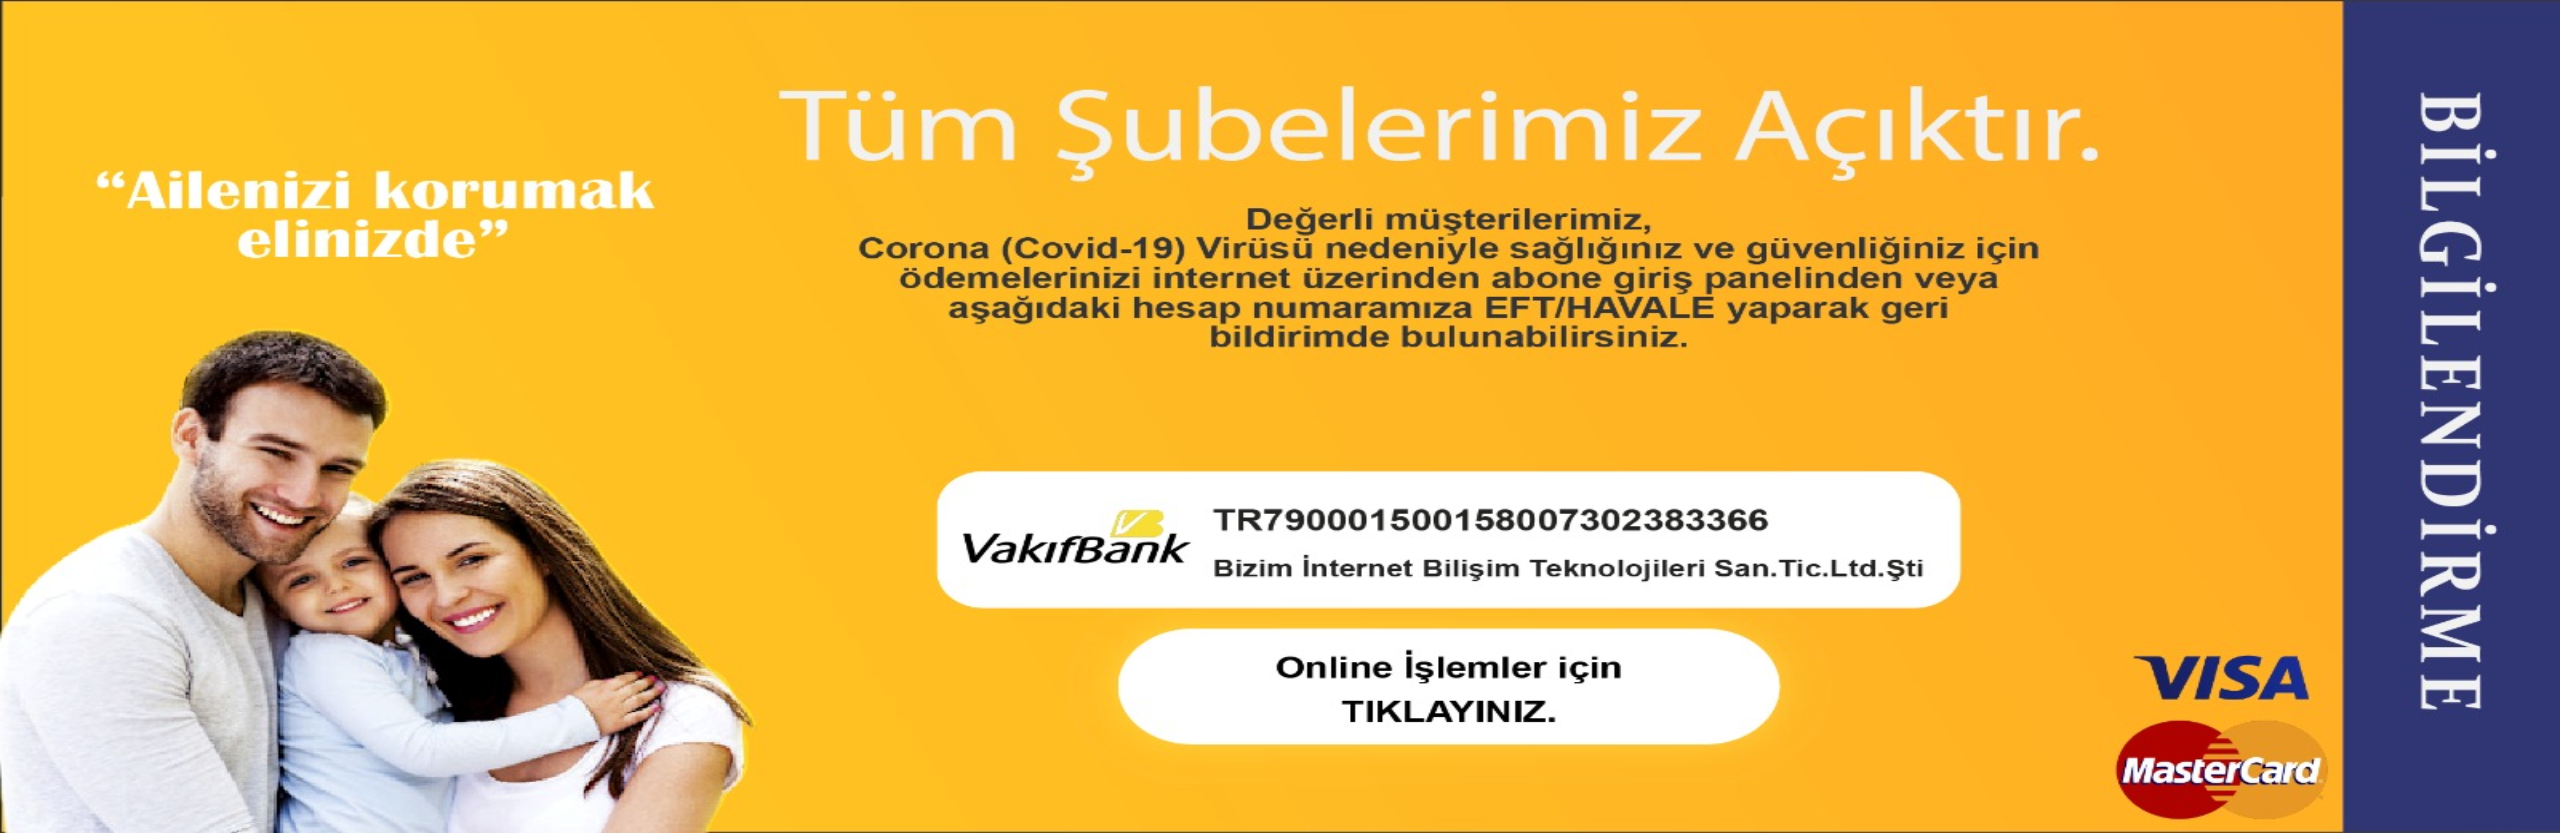 “Ailenizi korumak
elinizde”
Tüm Şubelerimiz Açıktır.
Değerli müşterilerimiz,
Corona (Covid-19) Virüsü nedeniyle sağlığınız ve güvenliğiniz için
ödemelerinizi internet üzerinden abone giriş panelinden veya
aşağıdaki hesap numaramıza EFT/HAVALE yaparak geri
bildirimde bulunabilirsiniz.
VakıfBank
TR790001500158007302383366
Bizim İnternet Bilişim Teknolojileri San.Tic.Ltd.Şti
Online İşlemler için
TIKLAYINIZ.
VISA
MasterCard
BİLGİLENDİRME